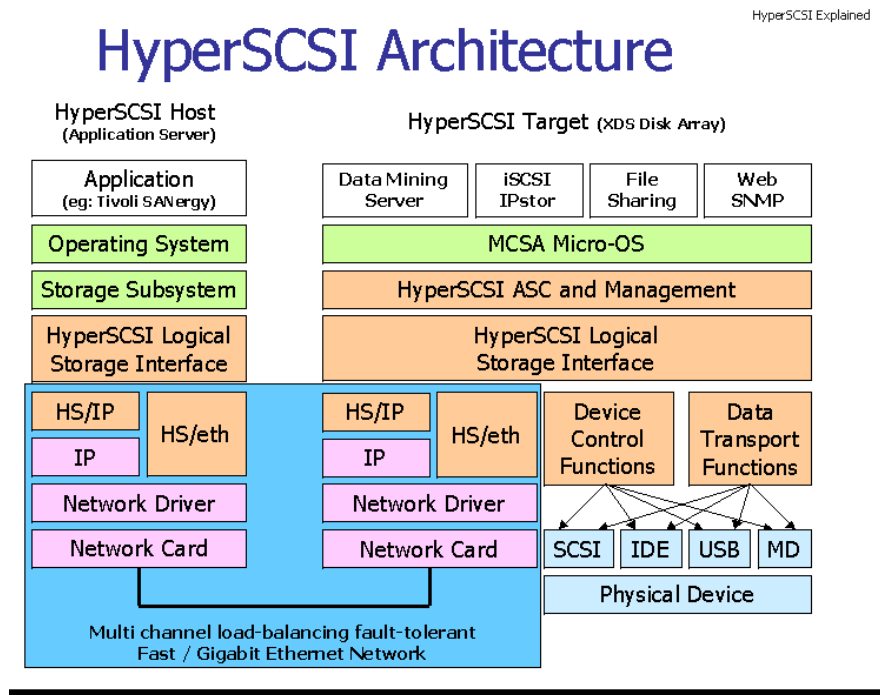 HyperSCSI Explained
HyperSCSI Architecture
HyperSCSI Host
(Application Server)
HyperSCSI Target (XDS Disk Array)
Application
(eg: Tivoli SANergy)
Operating System
Storage Subsystem
HyperSCSI Logical
Storage Interface
HS/IP
HS/eth
IP
Network Driver
Network Card
Data Mining
Server
iSCSI
IPstor
File
Sharing
Web
SNMP
MCSA Micro-OS
HyperSCSI ASC and Management
HyperSCSI Logical
Storage Interface
HS/IP
HS/eth
IP
Network Driver
Network Card
Device
Control
Functions
Data
Transport
Functions
SCSI
IDE
USB
MD
Physical Device
Multi channel load-balancing fault-tolerant
Fast / Gigabit Ethernet Network